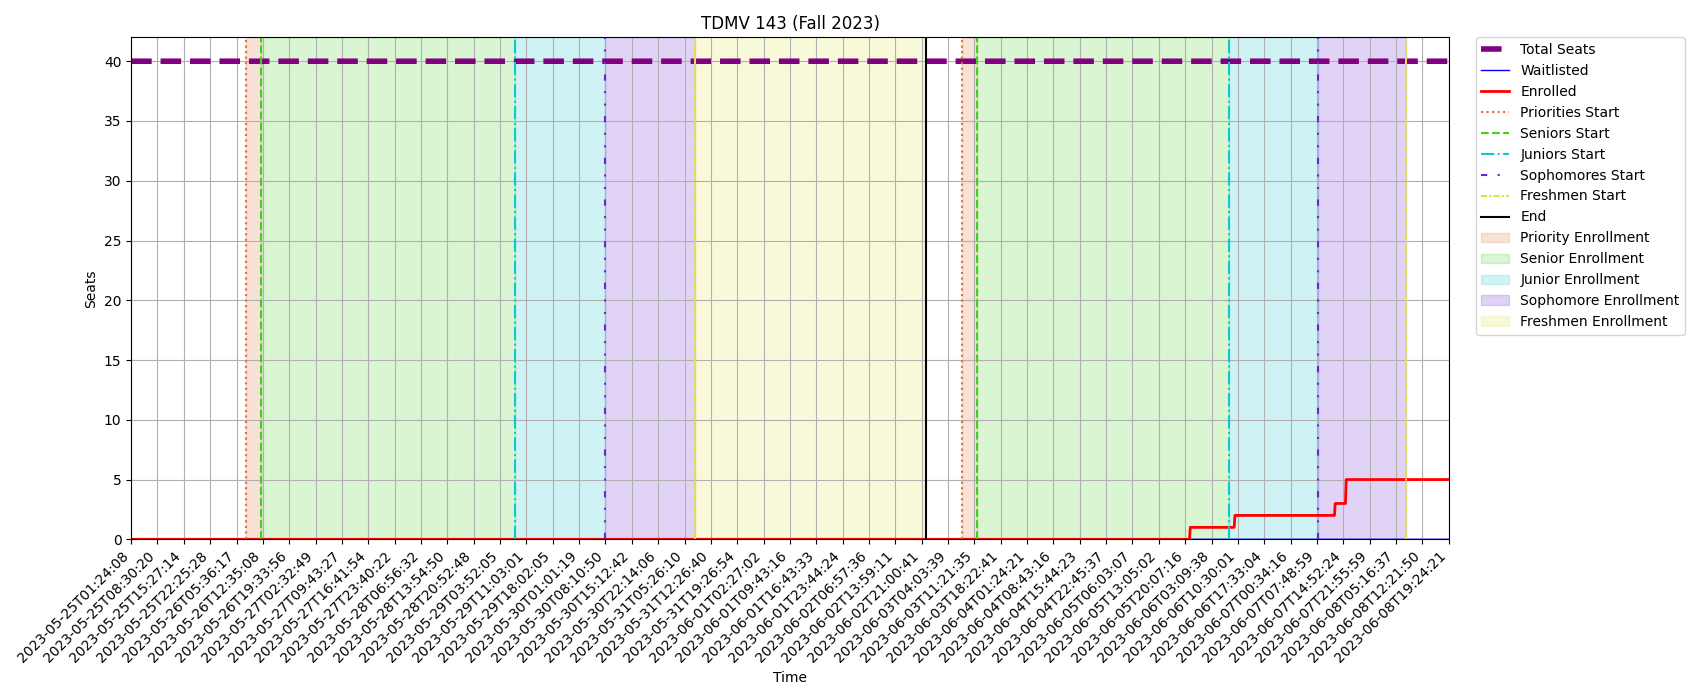 TDMV 143 (Fall 2023)
Seats
40
35
30
25
20
15
10
5
0
2023-05-25T01:24:08
2023-05-25T08:30:20
2023-05-25T15:27:14
2023-05-25T22:25:28
2023-05-26T05:36:17
2023-05-26T12:35:08
2023-05-26T19:33:56
2023-05-27T02:32:49
2023-05-27T09:43:27
2023-05-27T16:41:54
2023-05-27T23:40:22
2023-05-28T06:56:32
2023-05-28T13:54:50
2023-05-28T20:52:48
2023-05-29T03:52:05
2023-05-29T11:03:01
2023-05-29T18:02:05
2023-05-30T01:01:19
2023-05-30T08:10:50
2023-05-30T15:12:42
2023-05-30T22:14:06
2023-05-31T05:26:10
2023-05-31T12:26:40
2023-05-31T19:26:54
2023-06-01T02:27:02
2023-06-01T09:43:16
2023-06-01T16:43:33
2023-06-01T23:44:24
2023-06-02T06:57:36
2023-06-02T13:59:11
2023-06-02T21:00:41
2023-06-03T04:03:39
2023-06-03T11:21:35
2023-06-03T18:22:41
2023-06-04T01:24:21
2023-06-04T08:43:16
2023-06-04T15:44:23
2023-06-04T22:45:37
2023-06-05T06:03:07
2023-06-05T13:05:02
2023-06-05T20:07:16
2023-06-06T03:09:38
2023-06-06T10:30:01
2023-06-06T17:33:04
2023-06-07T00:34:16
2023-06-07T07:48:59
2023-06-07T14:52:24
2023-06-07T21:55:59
2023-06-08T05:16:37
2023-06-08T12:21:50
2023-06-08T19:24:21
Time
Total Seats
Waitlisted
Enrolled
Priorities Start
Seniors Start
Juniors Start
Sophomores Start
Freshmen Start
End
Priority Enrollment
Senior Enrollment
Junior Enrollment
Sophomore Enrollment
Freshmen Enrollment